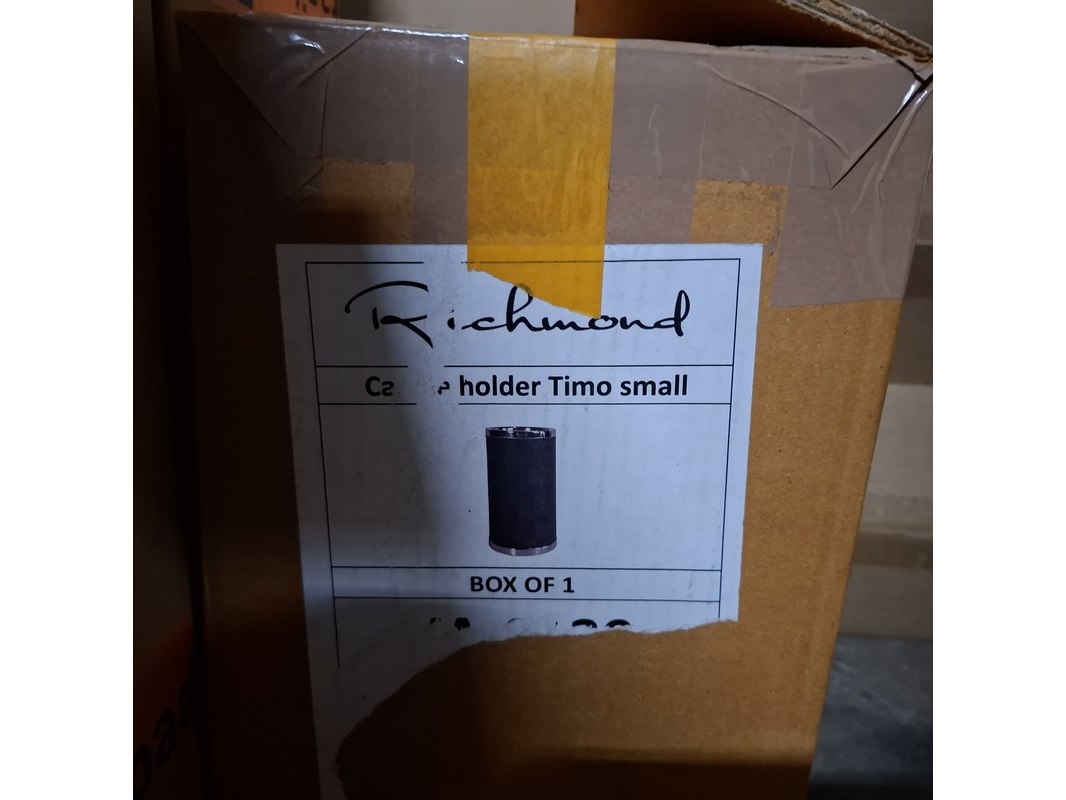 Richmond
holder Timo small
BOX OF 1